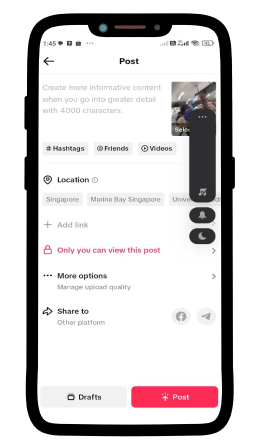 1:45
Post
Create more informative content
when you go into greater detail
with 4000 characters.
# Hashtags
@ Friends
Videos
Location
Singapore
Marina Bay Singapore
Add link
Only you can view this post
More options
Manage upload quality
Share to
Other platform
Drafts
Post